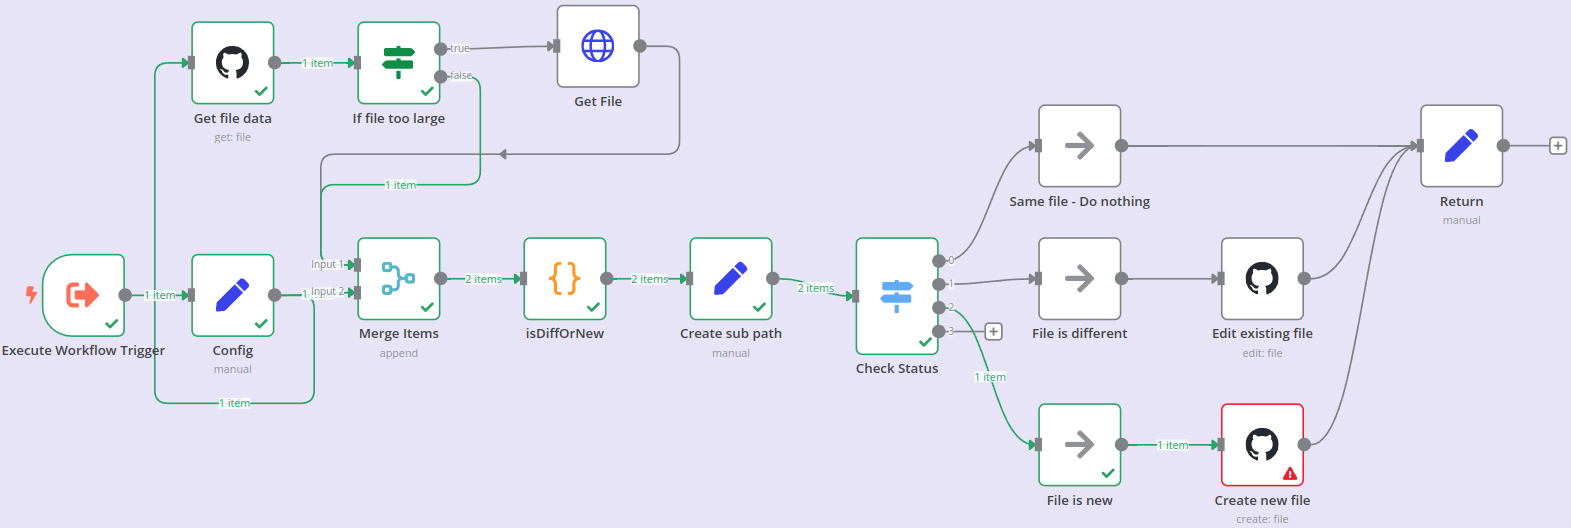 true
1 item
false
Get File
Get file data
get: file
If file too large
1 item
Same file - Do nothing
Return
manual
Input 1
0
2 items
2 items
2 items
1
1 item
1
Input 2
2
3
Execute Workflow Trigger
Config
manual
Merge Items
append
{}
isDiffOrNew
Create sub path
manual
Check Status
File is different
Edit existing file
edit: file
1 item
1 item
1 item
File is new
Create new file
create: file